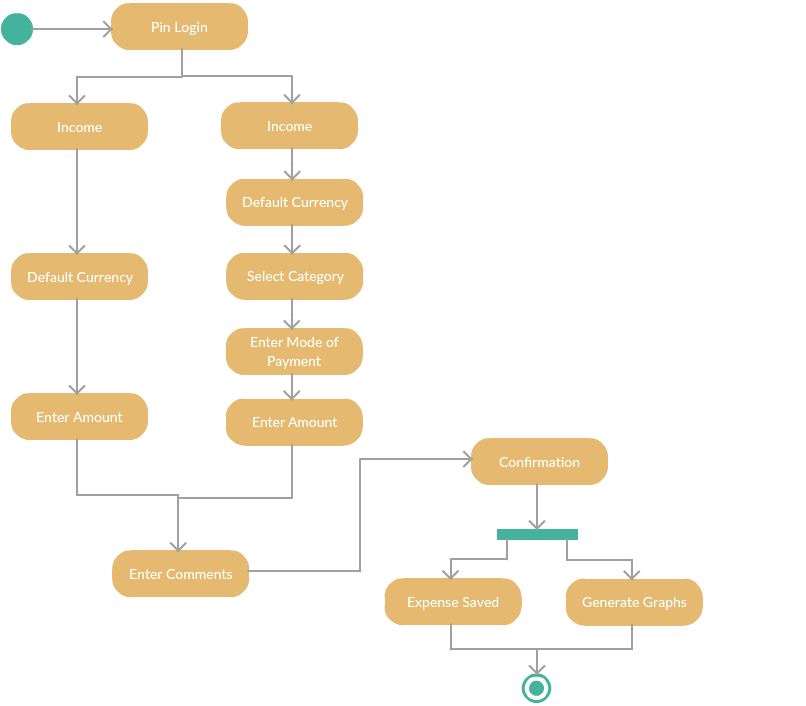 Pin Login
Income
Income
Default Currency
Default Currency
Select Category
Enter Mode of
Payment
Enter Amount
Enter Amount
Confirmation
Enter Comments
Expense Saved
Generate Graphs